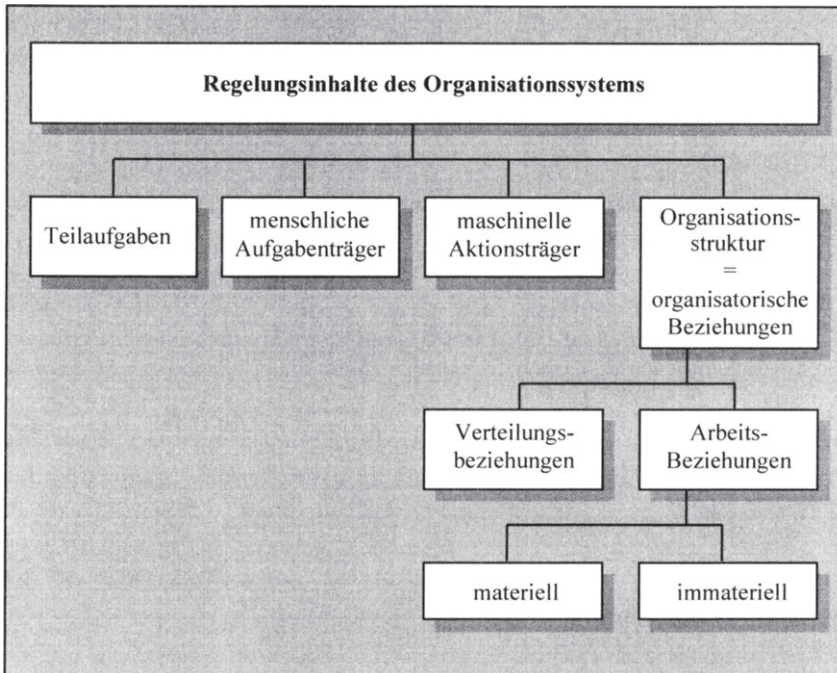 Regelungsinhalte des Organisationssystems
Teilaufgaben
menschliche
Aufgabenträger
maschinelle
Aktionsträger
Organisations-
struktur
=
organisatorische
Beziehungen
Verteilungs-
beziehungen
Arbeits-
Beziehungen
materiell
immateriell